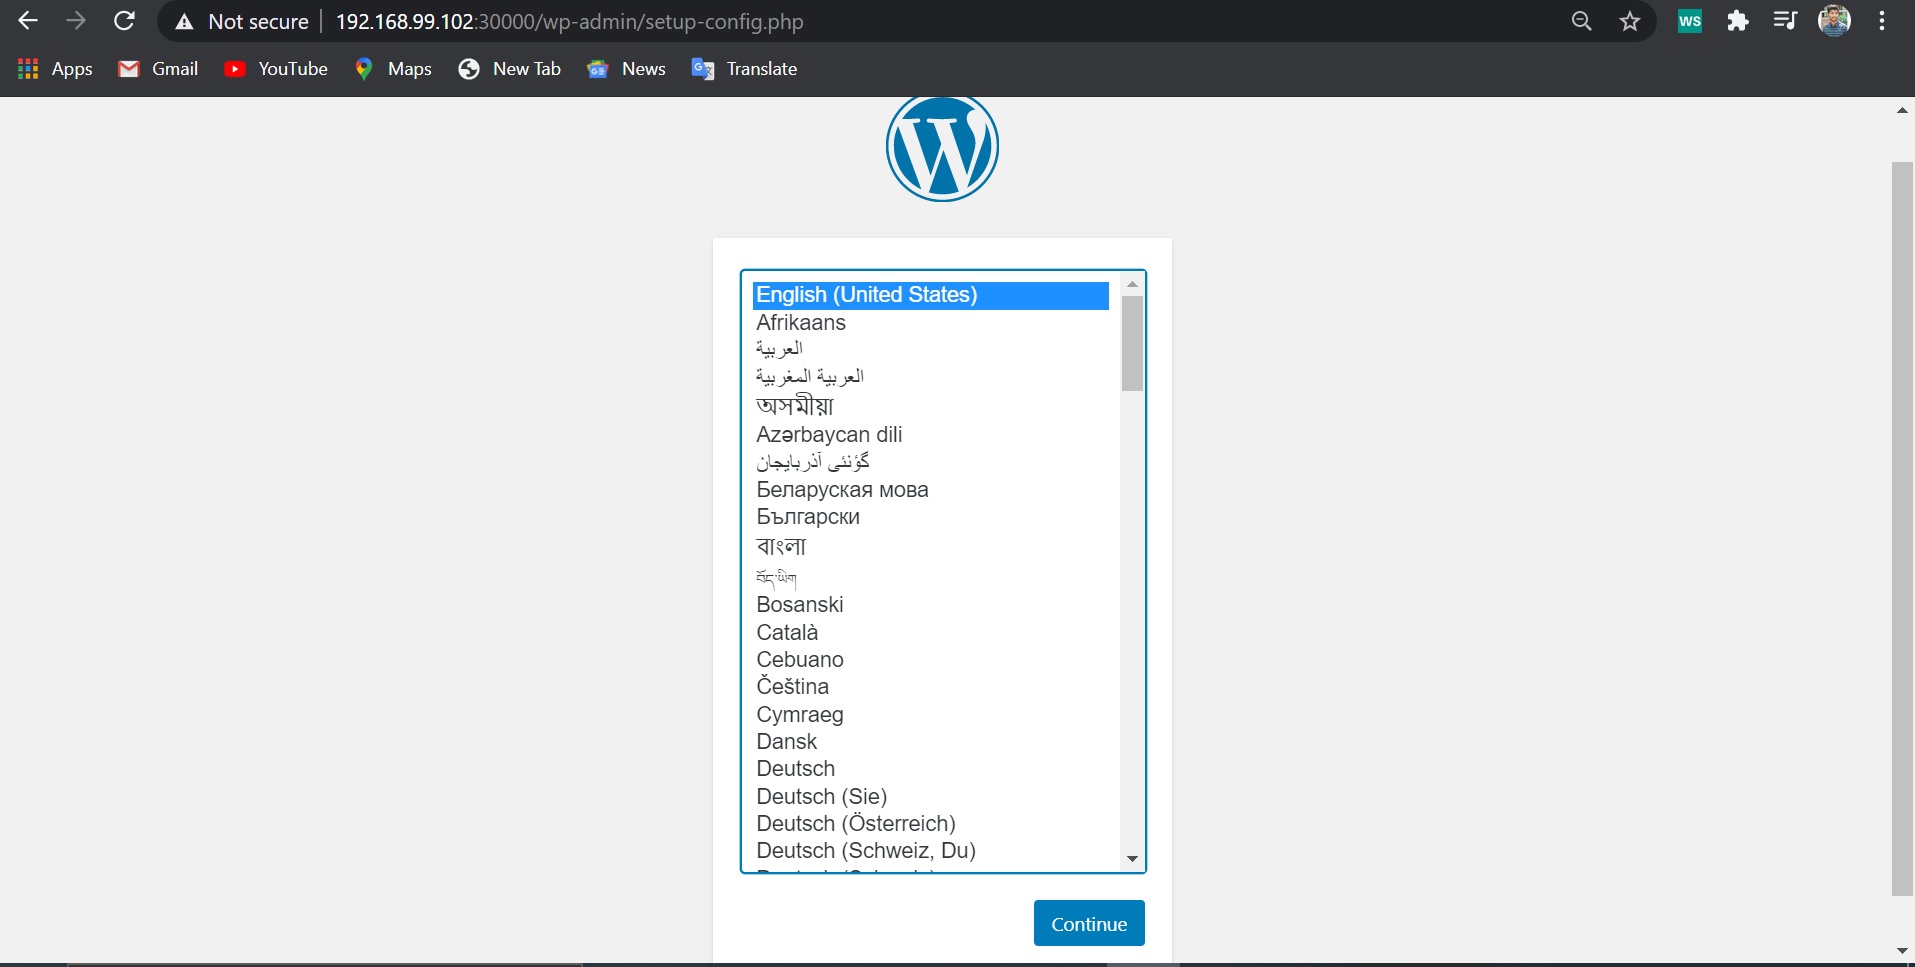 Not secure 192.168.99.102:30000/wp-admin/setup-config.php
WS
Apps Gmail YouTube Maps New Tab News Translate
English (United States)
Afrikaans
العربية
العربية المغربية
অসমীয়া
Azərbaycan dili
گؤنئی آذربایجان
Беларуская мова
Български
বাংলা
བོད་ཡིག
Bosanski
Català
Cebuano
Čeština
Cymraeg
Dansk
Deutsch
Deutsch (Sie)
Deutsch (Österreich)
Deutsch (Schweiz, Du)
Continue